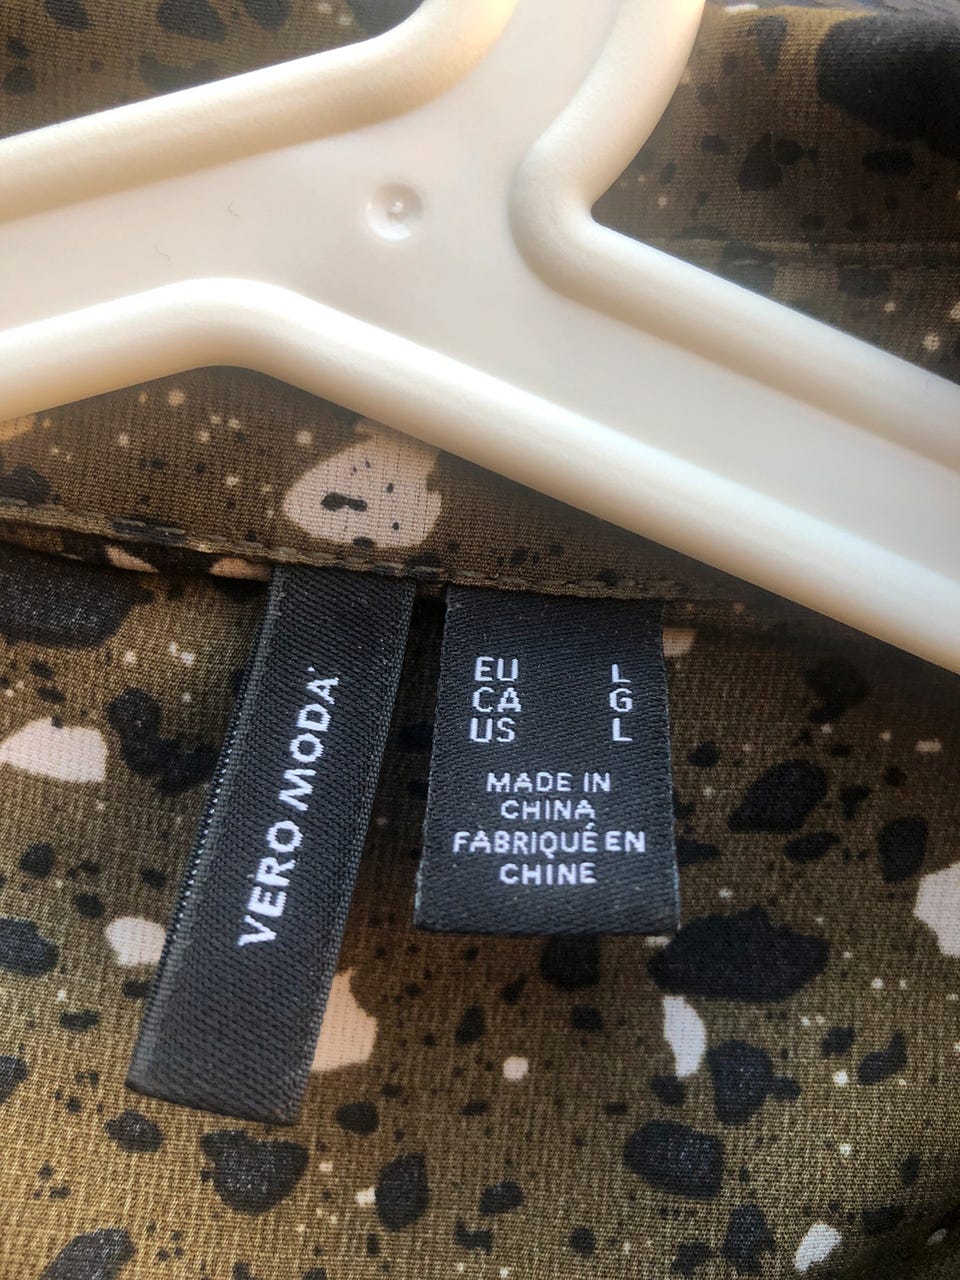 VERO MODA
EU L
CA G
US L
MADE IN
CHINA
FABRIQUÉ EN
CHINE